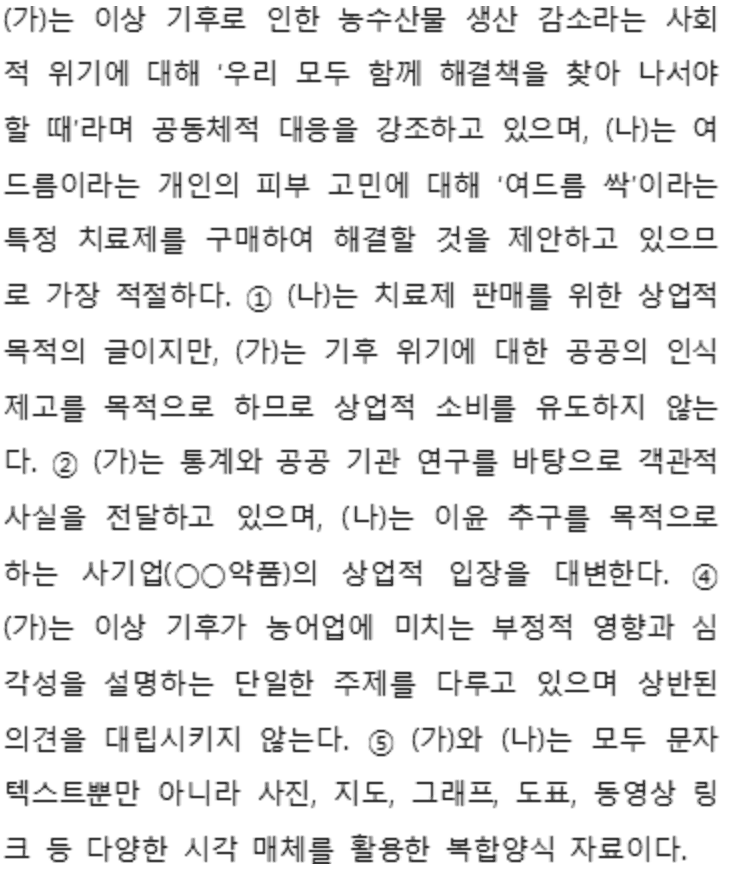 (가)는 이상 기후로 인한 농수산물 생산 감소라는 사회
적 위기에 대해 '우리 모두 함께 해결책을 찾아 나서야
할 때'라며 공동체적 대응을 강조하고 있으며, (나)는 여
드름이라는 개인의 피부 고민에 대해 '여드름 싹'이라는
특정 치료제를 구매하여 해결할 것을 제안하고 있으므
로 가장 적절하다. ① (나)는 치료제 판매를 위한 상업적
목적의 글이지만, (가)는 기후 위기에 대한 공공의 인식
제고를 목적으로 하므로 상업적 소비를 유도하지 않는
다. ② (가)는 통계와 공공 기관 연구를 바탕으로 객관적
사실을 전달하고 있으며, (나)는 이윤 추구를 목적으로
하는 사기업(○○약품)의 상업적 입장을 대변한다. ④
(가)는 이상 기후가 농어업에 미치는 부정적 영향과 심
각성을 설명하는 단일한 주제를 다루고 있으며 상반된
의견을 대립시키지 않는다. ⑤ (가)와 (나)는 모두 문자
텍스트뿐만 아니라 사진, 지도, 그래프, 도표, 동영상 링
크 등 다양한 시각 매체를 활용한 복합양식 자료이다.